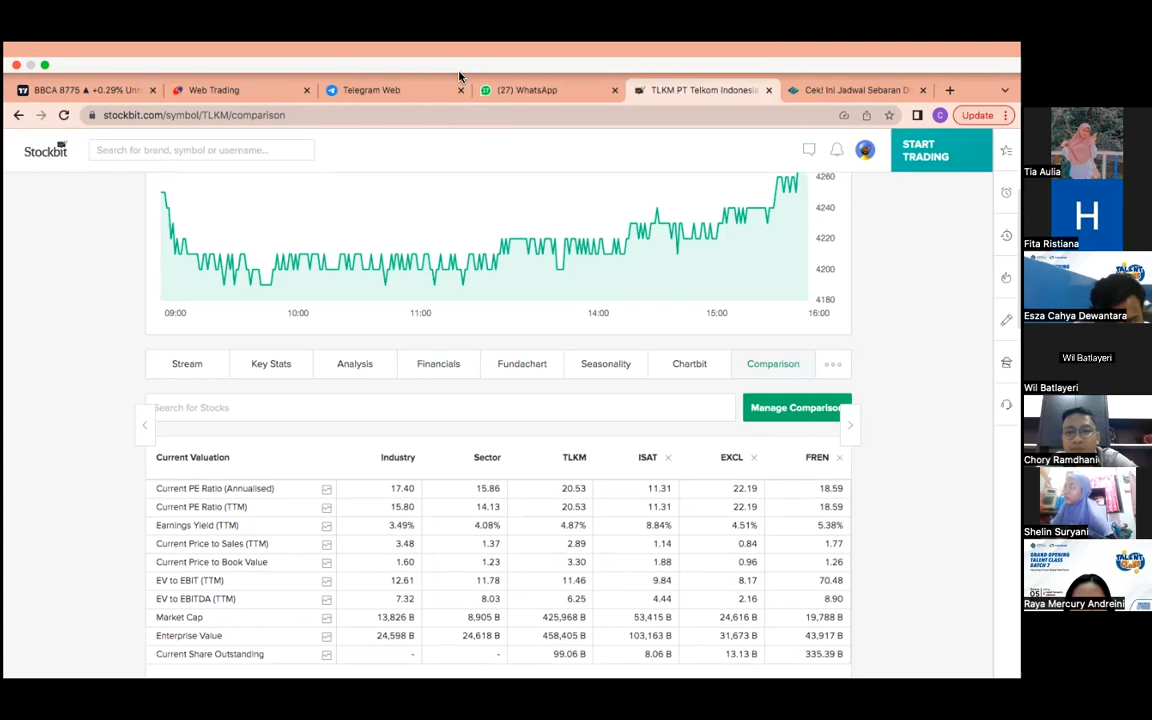 BBCA 8775 ▲ +0.29% Unn
Web Trading
Telegram Web
(27) WhatsApp
TLKM PT Telkom Indonesia
Cek! Ini Jadwal Sebaran D
stockbit.com/symbol/TLKM/comparison
Update
Stockbit
Search for brand, symbol or username...
START TRADING
4260
4240
4220
4200
4180
09:00 10:00 11:00 14:00 15:00 16:00
Stream Key Stats Analysis Financials Fundachart Seasonality Chartbit Comparison
Search for Stocks
Manage Comparison
Current Valuation Industry Sector TLKM ISAT EXCL FREN
Current PE Ratio (Annualised) 17.40 15.86 20.53 11.31 22.19 18.59
Current PE Ratio (TTM) 15.80 14.13 20.53 11.31 22.19 18.59
Earnings Yield (TTM) 3.49% 4.08% 4.87% 8.84% 4.51% 5.38%
Current Price to Sales (TTM) 3.48 1.37 2.89 1.14 0.84 1.77
Current Price to Book Value 1.60 1.23 3.30 1.88 0.96 1.26
EV to EBIT (TTM) 12.61 11.78 11.46 9.84 8.17 70.48
EV to EBITDA (TTM) 7.32 8.03 6.25 4.44 2.16 8.90
Market Cap 13,826 B 8,905 B 425,968 B 53,415 B 24,616 B 19,788 B
Enterprise Value 24,598 B 24,618 B 458,405 B 103,163 B 31,673 B 43,917 B
Current Share Outstanding - - 99.06 B 8.06 B 13.13 B 335.39 B
Tia Aulia
H
Fita Ristiana
TALENT
Esza Cahya Dewantara
Wil Batlayeri
Wil Batlayeri
Chory Ramdhani
Shelin Suryani
GRAND OPENING
TALENT CLASS
BATCH 7
TALENT
CLASS
05
Raya Mercury Andreini